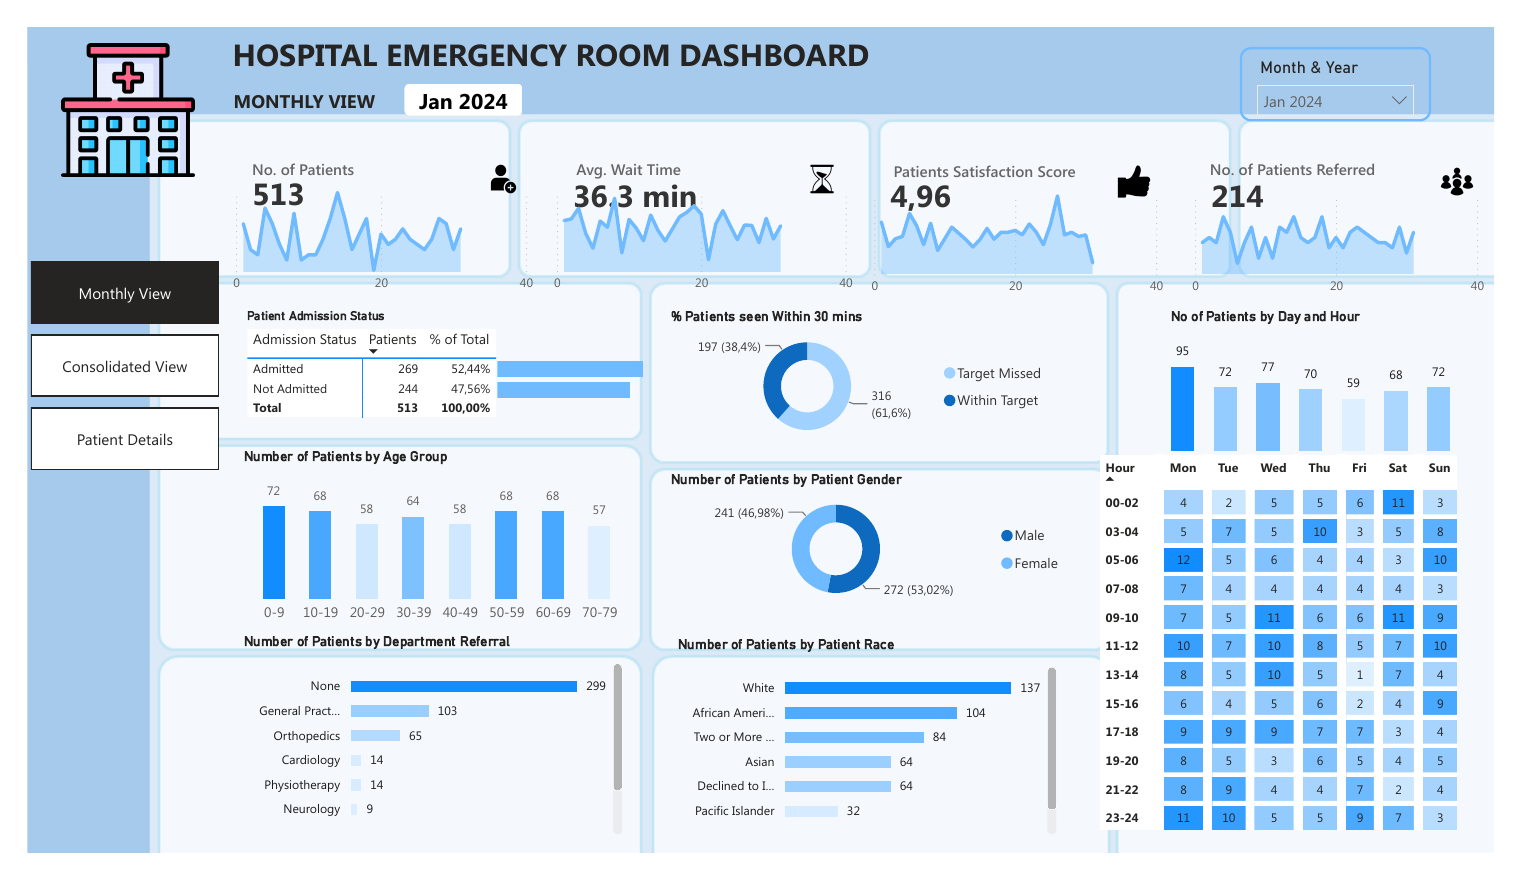 HOSPITAL EMERGENCY ROOM DASHBOARD
MONTHLY VIEW Jan 2024
Month & Year
Jan 2024
No. of Patients
513
0 20 40
Avg. Wait Time
36,3 min
0 20 40
Patients Satisfaction Score
4,96
0 20 40
No. of Patients Referred
214
0 20 40
Monthly View
Consolidated View
Patient Details
Patient Admission Status
Admission Status Patients % of Total
Admitted 269 52,44%
Not Admitted 244 47,56%
Total 513 100,00%
% Patients seen Within 30 mins
197 (38,4%)
316
(61,6%)
Target Missed
Within Target
Number of Patients by Age Group
72 68 58 64 58 68 68 57
0-9 10-19 20-29 30-39 40-49 50-59 60-69 70-79
Number of Patients by Patient Gender
241 (46,98%)
272 (53,02%)
Male
Female
Number of Patients by Department Referral
None 299
General Pract... 103
Orthopedics 65
Cardiology 14
Physiotherapy 14
Neurology 9
Number of Patients by Patient Race
White 137
African Ameri... 104
Two or More ... 84
Asian 64
Declined to I... 64
Pacific Islander 32
No of Patients by Day and Hour
95 72 77 70 59 68 72
Hour Mon Tue Wed Thu Fri Sat Sun
00-02 4 2 5 5 6 11 3
03-04 5 7 5 10 3 5 8
05-06 12 5 6 4 4 3 10
07-08 7 4 4 4 4 4 3
09-10 7 5 11 6 6 11 9
11-12 10 7 10 8 5 7 10
13-14 8 5 10 5 1 7 4
15-16 6 4 5 6 2 4 9
17-18 9 9 9 7 7 3 4
19-20 8 5 3 6 5 4 5
21-22 8 9 4 4 7 2 4
23-24 11 10 5 5 9 7 3